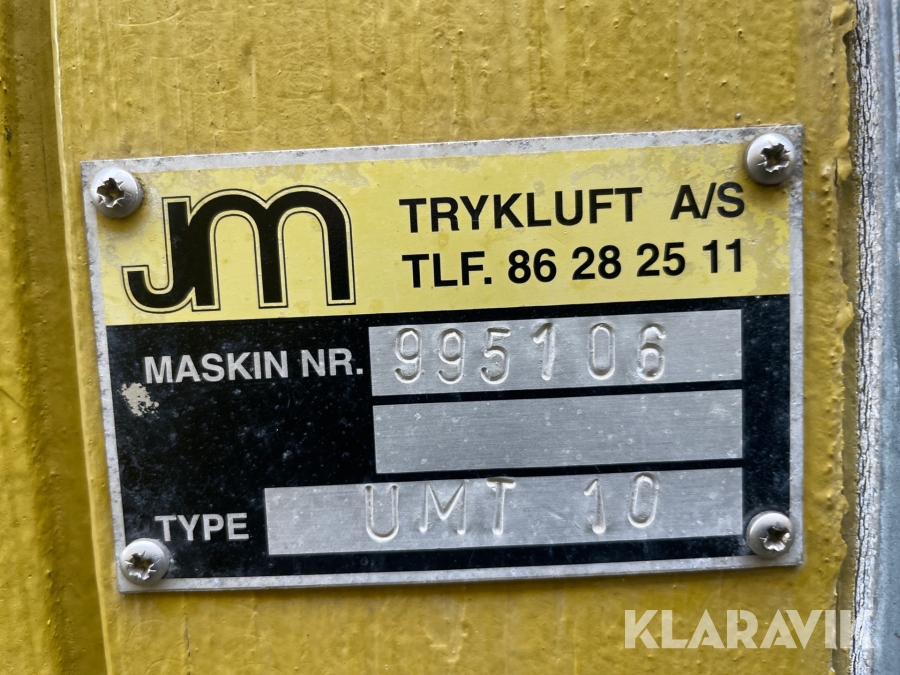 JM TRYKLUFT A/S
TLF. 86 28 25 11
MASKIN NR. 995106
TYPE UMT 10
KLARAVIK